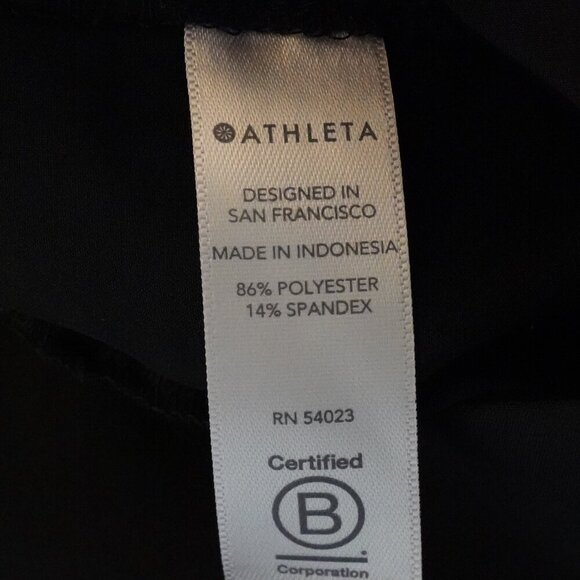 ATHLETA
DESIGNED IN
SAN FRANCISCO
MADE IN INDONESIA
86% POLYESTER
14% SPANDEX
RN 54023
Certified
B
Corporation